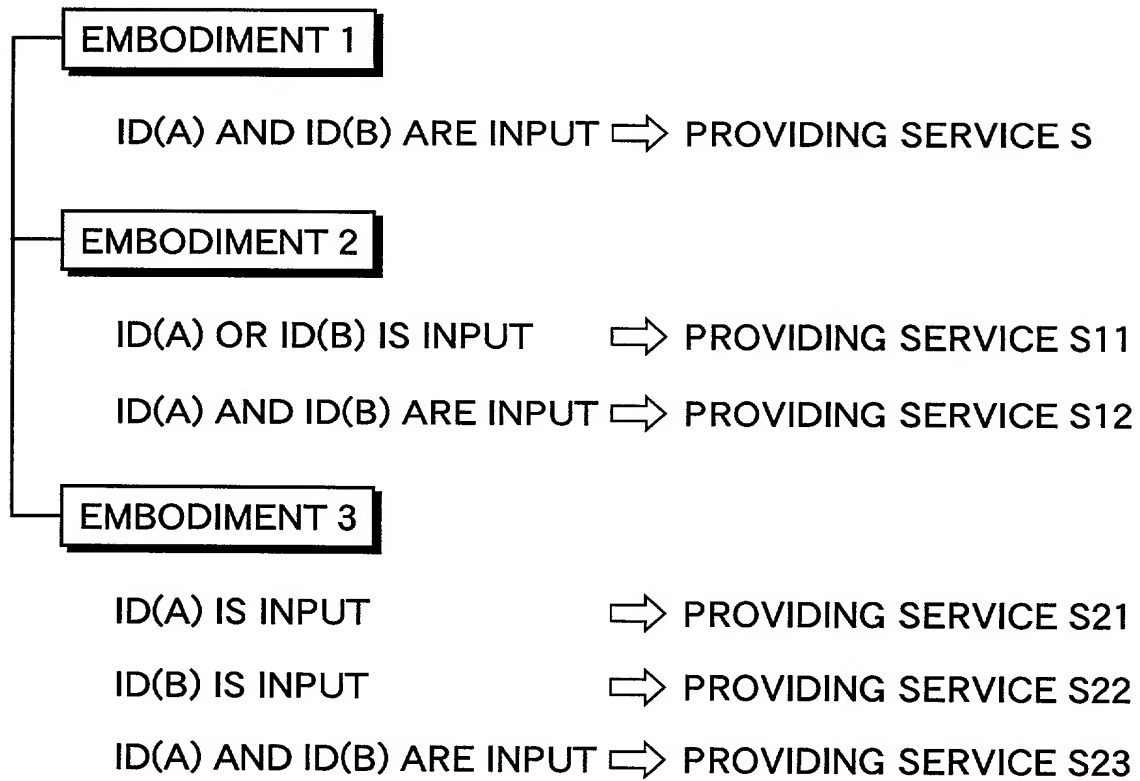 EMBODIMENT 1
ID(A) AND ID(B) ARE INPUT ⇨ PROVIDING SERVICE S
EMBODIMENT 2
ID(A) OR ID(B) IS INPUT ⇨ PROVIDING SERVICE S11
ID(A) AND ID(B) ARE INPUT ⇨ PROVIDING SERVICE S12
EMBODIMENT 3
ID(A) IS INPUT ⇨ PROVIDING SERVICE S21
ID(B) IS INPUT ⇨ PROVIDING SERVICE S22
ID(A) AND ID(B) ARE INPUT ⇨ PROVIDING SERVICE S23